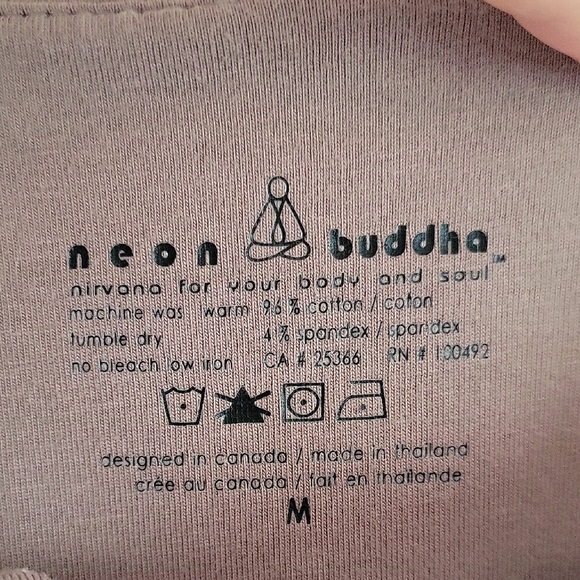 neon buddha™
nirvana for your body and soul
machine was warm 96 % cotton / coton
tumble dry 4 % spandex / spandex
no bleach low iron CA # 25366 RN # 100492
designed in canada / made in thailand
crée au canada / fait en thaïlande
M